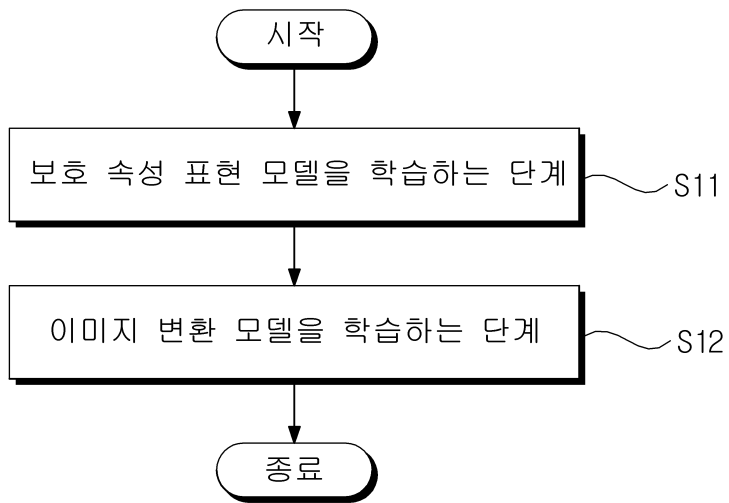 시작
보호 속성 표현 모델을 학습하는 단계
S11
이미지 변환 모델을 학습하는 단계
S12
종료